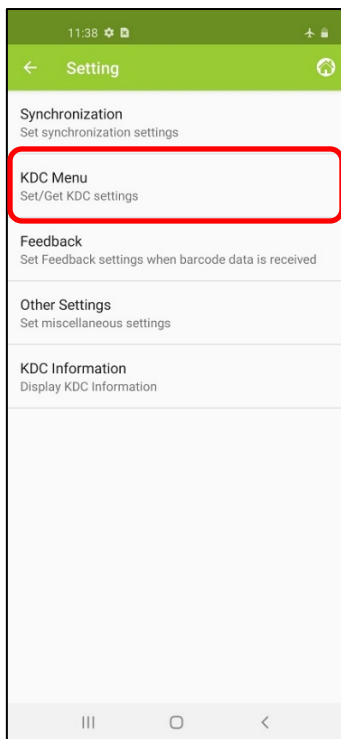 11:38
Setting
Synchronization
Set synchronization settings
KDC Menu
Set/Get KDC settings
Feedback
Set Feedback settings when barcode data is received
Other Settings
Set miscellaneous settings
KDC Information
Display KDC Information